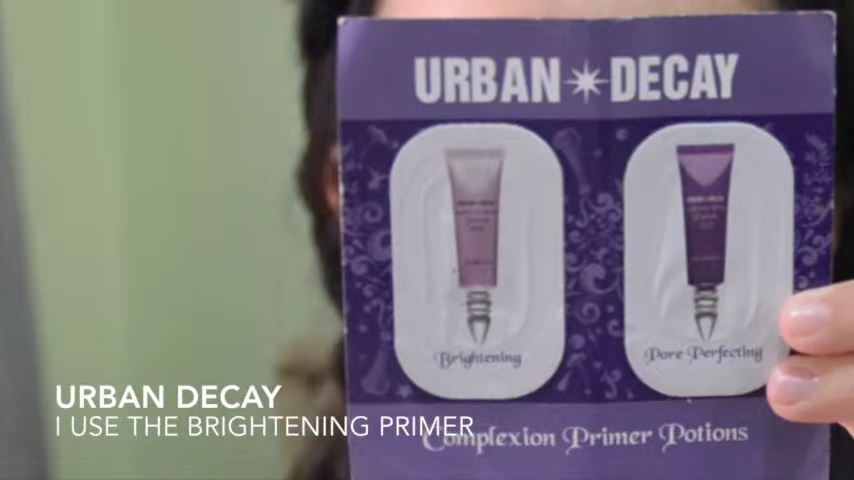 URBAN DECAY
Brightening
Pore Perfecting
Complexion Primer Potions
URBAN DECAY
I USE THE BRIGHTENING PRIMER